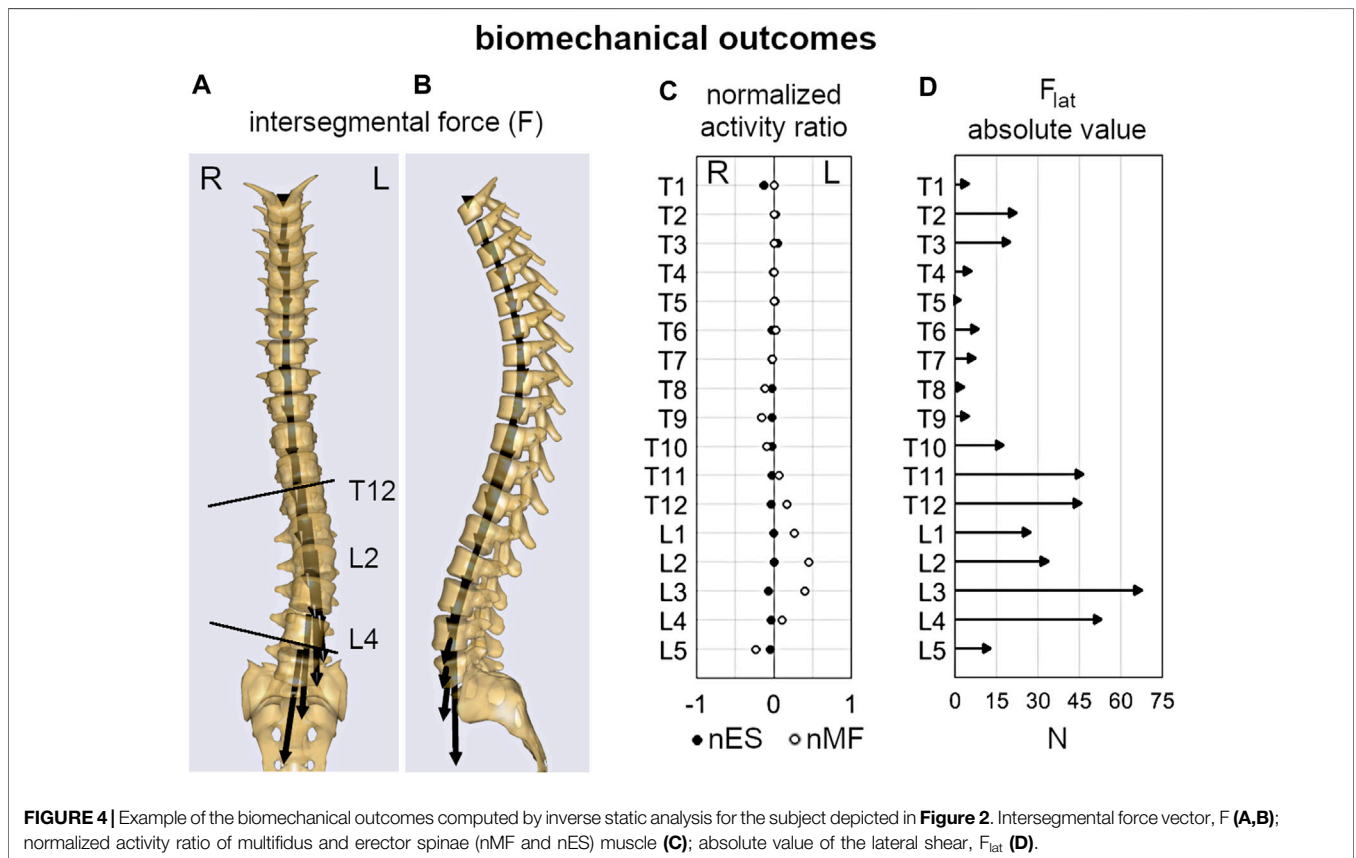 biomechanical outcomes
A
B
intersegmental force (F)
R
L
T12
L2
L4
C
normalized
activity ratio
R
L
T1
T2
T3
T4
T5
T6
T7
T8
T9
T10
T11
T12
L1
L2
L3
L4
L5
-1 0 1
● nES ○ nMF
D
Flat
absolute value
T1
T2
T3
T4
T5
T6
T7
T8
T9
T10
T11
T12
L1
L2
L3
L4
L5
0 15 30 45 60 75
N
FIGURE 4 | Example of the biomechanical outcomes computed by inverse static analysis for the subject depicted in Figure 2. Intersegmental force vector, F (A,B);
normalized activity ratio of multifidus and erector spinae (nMF and nES) muscle (C); absolute value of the lateral shear, Flat (D).